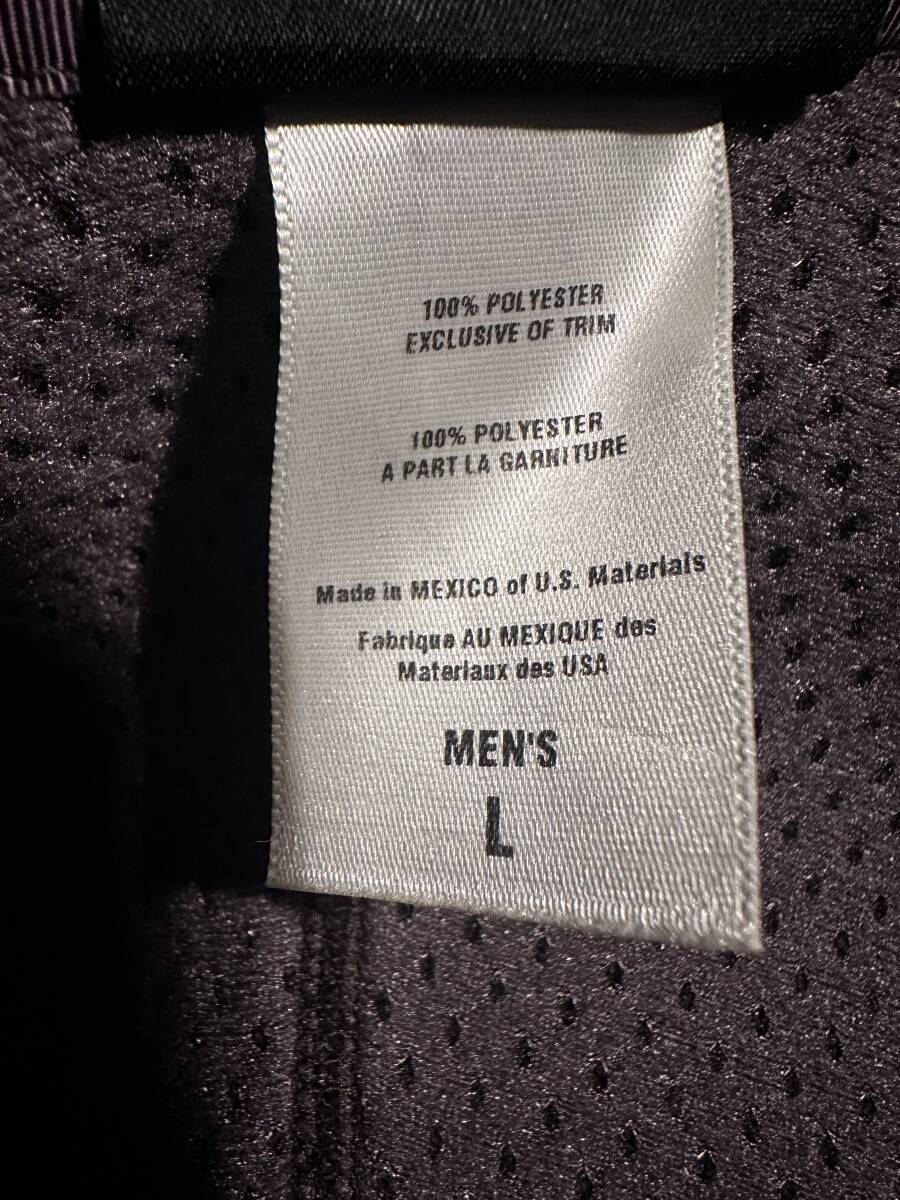 100% POLYESTER
EXCLUSIVE OF TRIM
100% POLYESTER
A PART LA GARNITURE
Made in MEXICO of U.S. Materials
Fabrique AU MEXIQUE des
Materiaux des USA
MEN'S
L